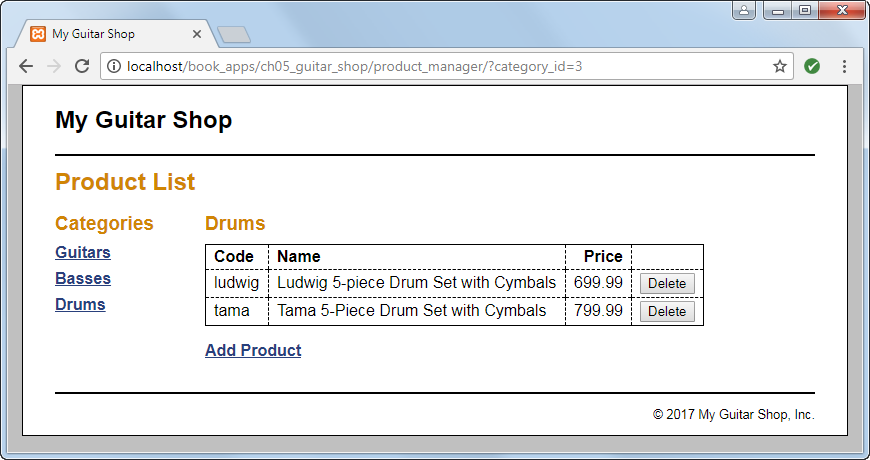 My Guitar Shop
localhost/book_apps/ch05_guitar_shop/product_manager/?category_id=3
My Guitar Shop
Product List
Categories
Guitars
Basses
Drums
Drums
Code Name Price
ludwig Ludwig 5-piece Drum Set with Cymbals 699.99 Delete
tama Tama 5-Piece Drum Set with Cymbals 799.99 Delete
Add Product
© 2017 My Guitar Shop, Inc.